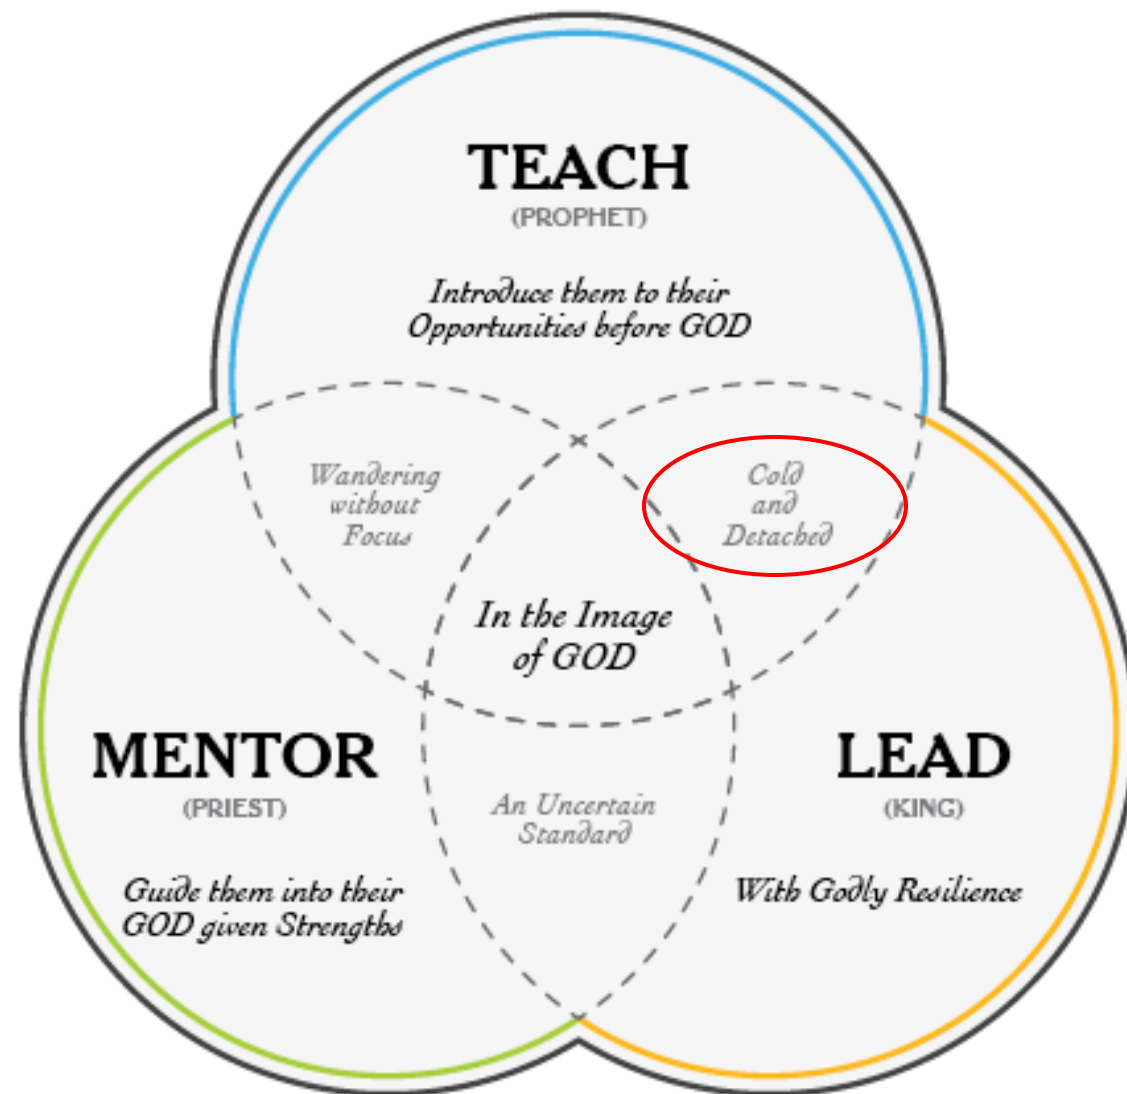 TEACH
(PROPHET)
Introduce them to their
Opportunities before GOD
Wandering
without
Focus
Cold
and
Detached
In the Image
of GOD
MENTOR
(PRIEST)
Guide them into their
GOD given Strengths
An Uncertain
Standard
LEAD
(KING)
With Godly Resilience